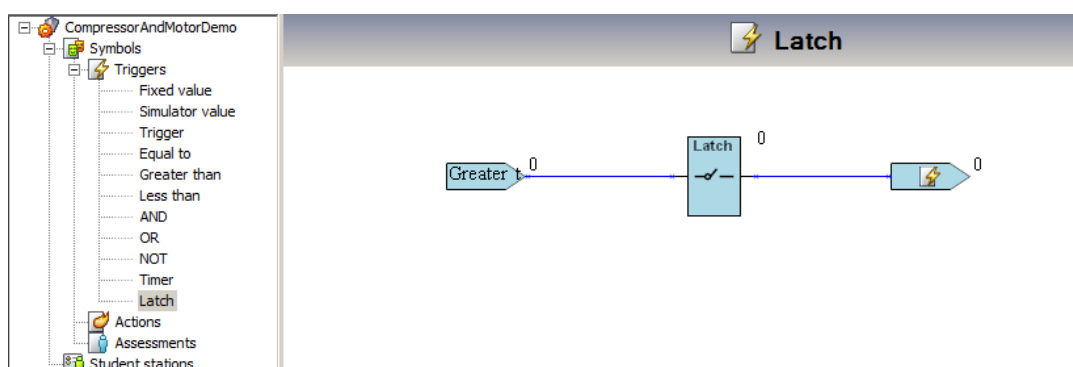 CompressorAndMotorDemo
Symbols
Triggers
Fixed value
Simulator value
Trigger
Equal to
Greater than
Less than
AND
OR
NOT
Timer
Latch
Actions
Assessments
Student stations
Latch
Greater t
0
Latch
0
0